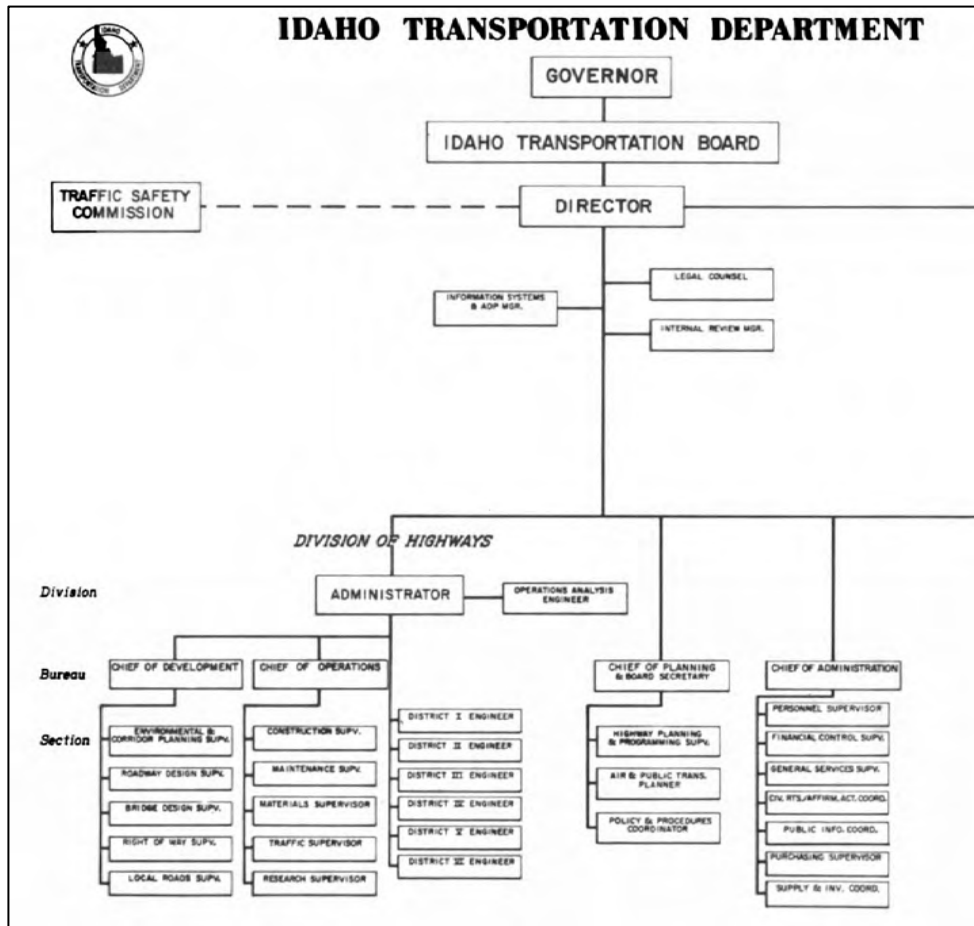 IDAHO TRANSPORTATION DEPARTMENT
IDAHO
TRANSPORTATION DEPARTMENT
GOVERNOR
IDAHO TRANSPORTATION BOARD
TRAFFIC SAFETY
COMMISSION
DIRECTOR
LEGAL COUNSEL
INFORMATION SYSTEMS
& ADP MGR.
INTERNAL REVIEW MGR.
DIVISION OF HIGHWAYS
Division
ADMINISTRATOR
OPERATIONS ANALYSIS
ENGINEER
Bureau
CHIEF OF DEVELOPMENT
CHIEF OF OPERATIONS
CHIEF OF PLANNING
& BOARD SECRETARY
CHIEF OF ADMINISTRATION
Section
ENVIRONMENTAL &
CORRIDOR PLANNING SUPV.
ROADWAY DESIGN SUPV.
BRIDGE DESIGN SUPV.
RIGHT OF WAY SUPV.
LOCAL ROADS SUPV.
CONSTRUCTION SUPV.
MAINTENANCE SUPV.
MATERIALS SUPERVISOR
TRAFFIC SUPERVISOR
RESEARCH SUPERVISOR
DISTRICT I ENGINEER
DISTRICT II ENGINEER
DISTRICT III ENGINEER
DISTRICT IV ENGINEER
DISTRICT V ENGINEER
DISTRICT VI ENGINEER
HIGHWAY PLANNING
& PROGRAMMING SUPV.
AIR & PUBLIC TRANS.
PLANNER
POLICY & PROCEDURES
COORDINATOR
PERSONNEL SUPERVISOR
FINANCIAL CONTROL SUPV.
GENERAL SERVICES SUPV.
CIV. RTS./AFFIRM. ACT. COORD.
PUBLIC INFO. COORD.
PURCHASING SUPERVISOR
SUPPLY & INV. COORD.